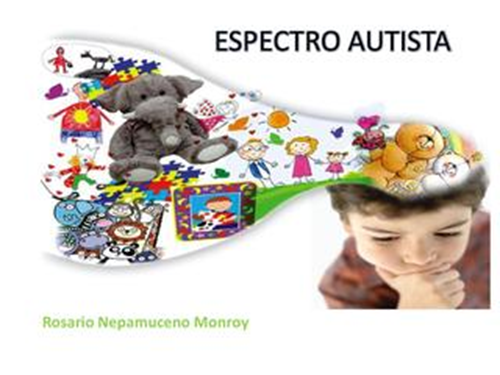 ESPECTRO AUTISTA
Rosario Nepamuceno Monroy